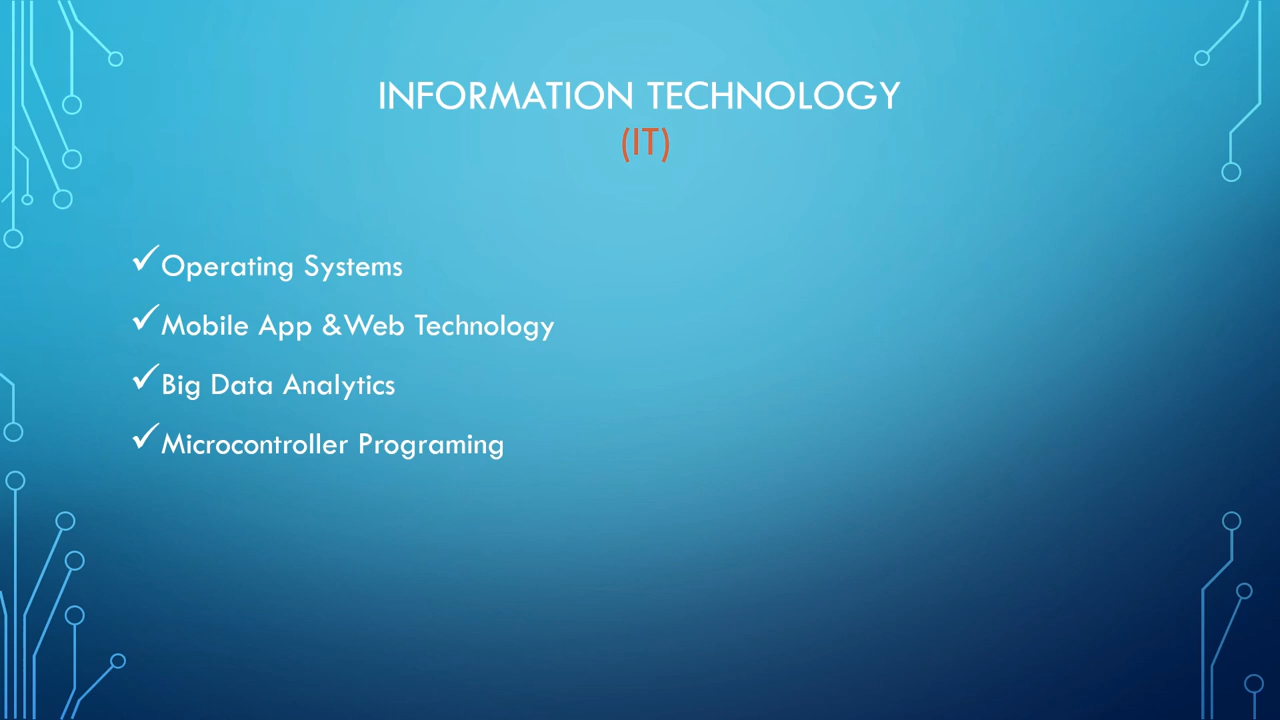 INFORMATION TECHNOLOGY
(IT)
✓Operating Systems
✓Mobile App &Web Technology
✓Big Data Analytics
✓Microcontroller Programing